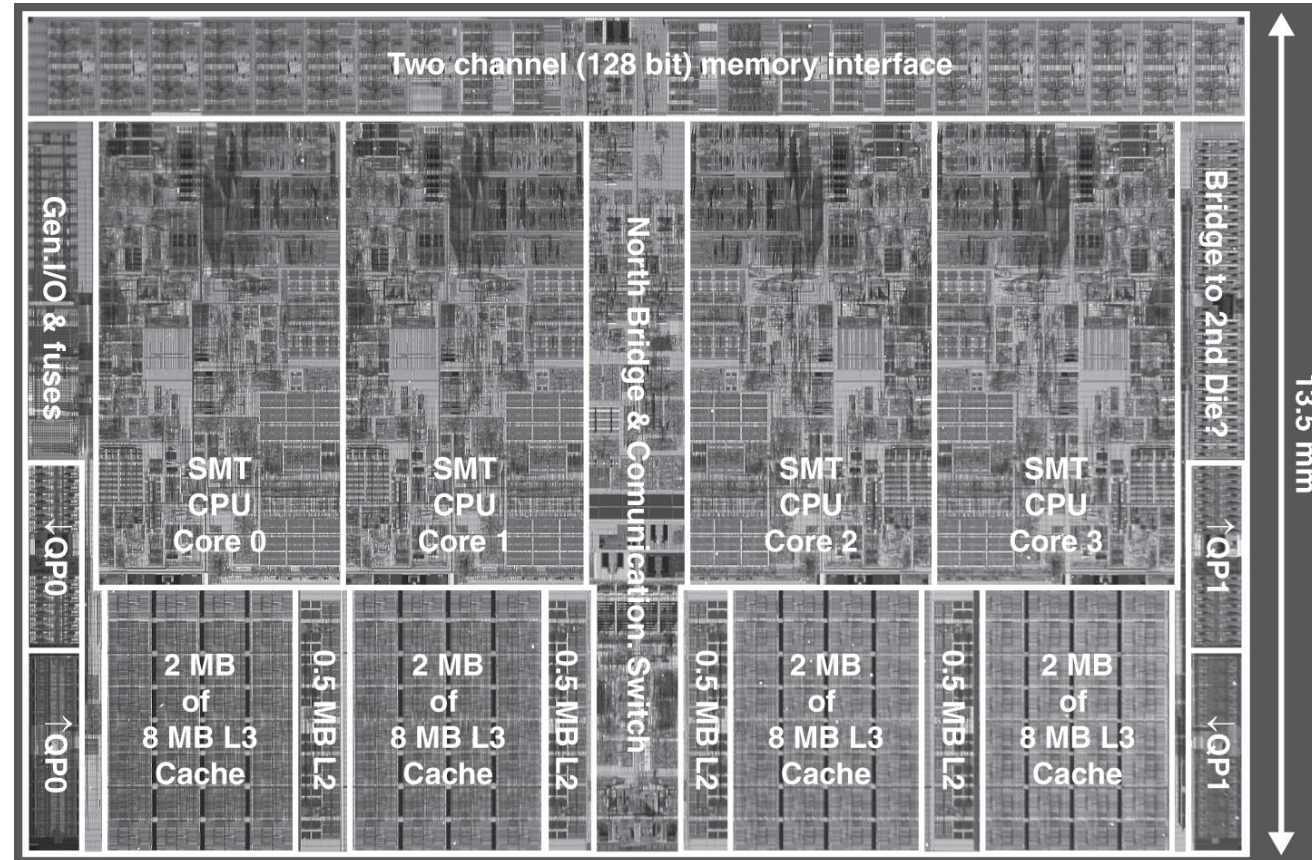 Two channel (128 bit) memory interface
Gen.I/O & fuses
SMT
CPU
Core 0
SMT
CPU
Core 1
North Bridge & Comunication. Switch
SMT
CPU
Core 2
SMT
CPU
Core 3
Bridge to 2nd Die?
13.5 mm
↓QP0
↑QP0
2 MB
of
8 MB L3
Cache
0.5 MB L2
2 MB
of
8 MB L3
Cache
0.5 MB L2
0.5 MB L2
2 MB
of
8 MB L3
Cache
0.5 MB L2
2 MB
of
8 MB L3
Cache
↑QP1
↓QP1